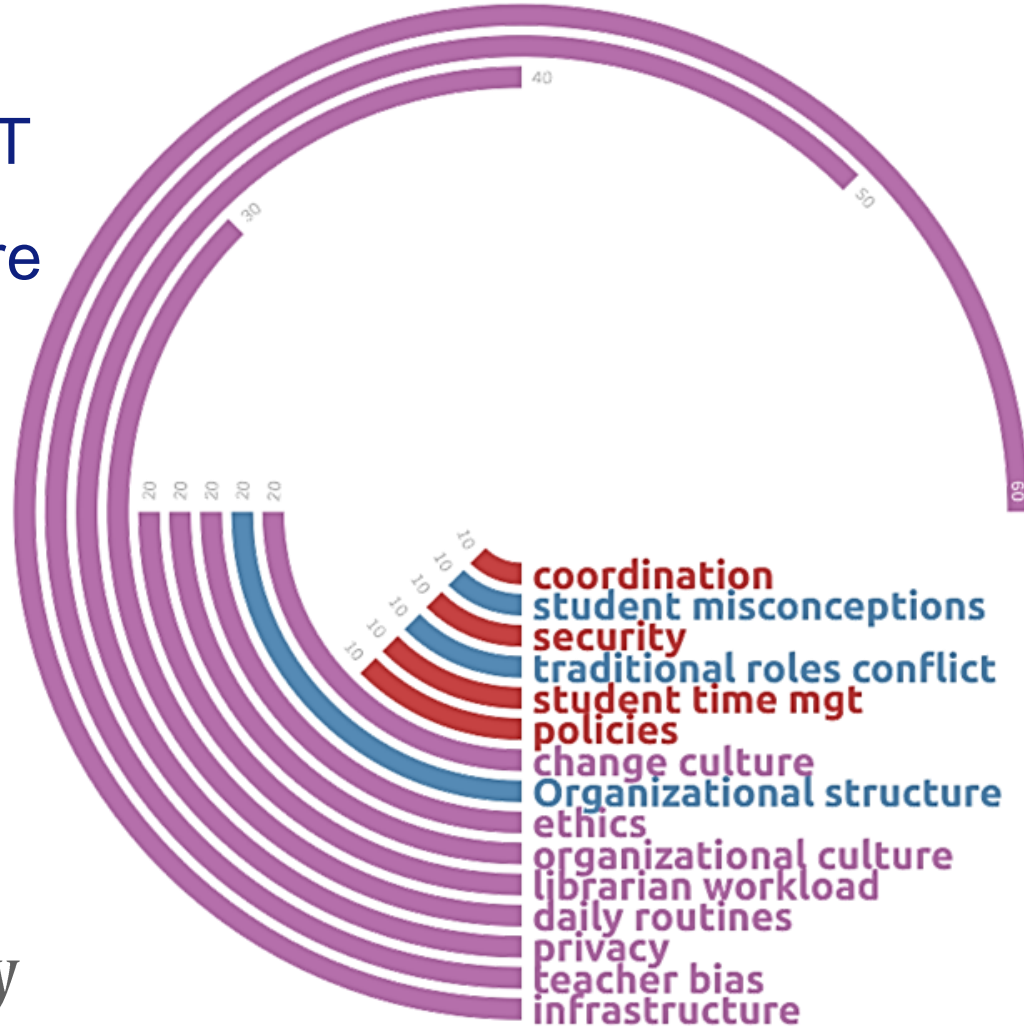 T
re
y
40
50
30
60
20
20
20
20
20
10
10
10
10
10
10
coordination
student misconceptions
security
traditional roles conflict
student time mgt
policies
change culture
Organizational structure
ethics
organizational culture
librarian workload
daily routines
privacy
teacher bias
infrastructure